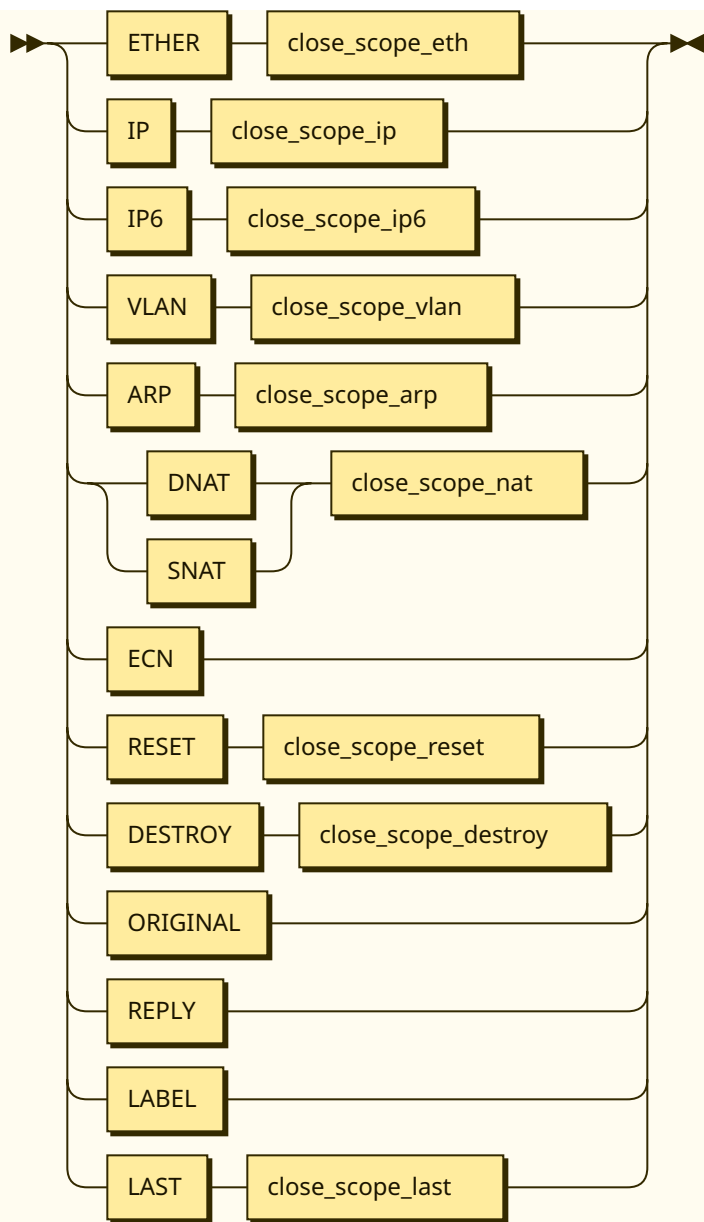 ETHER close_scope_eth
IP close_scope_ip
IP6 close_scope_ip6
VLAN close_scope_vlan
ARP close_scope_arp
DNAT close_scope_nat
SNAT
ECN
RESET close_scope_reset
DESTROY close_scope_destroy
ORIGINAL
REPLY
LABEL
LAST close_scope_last